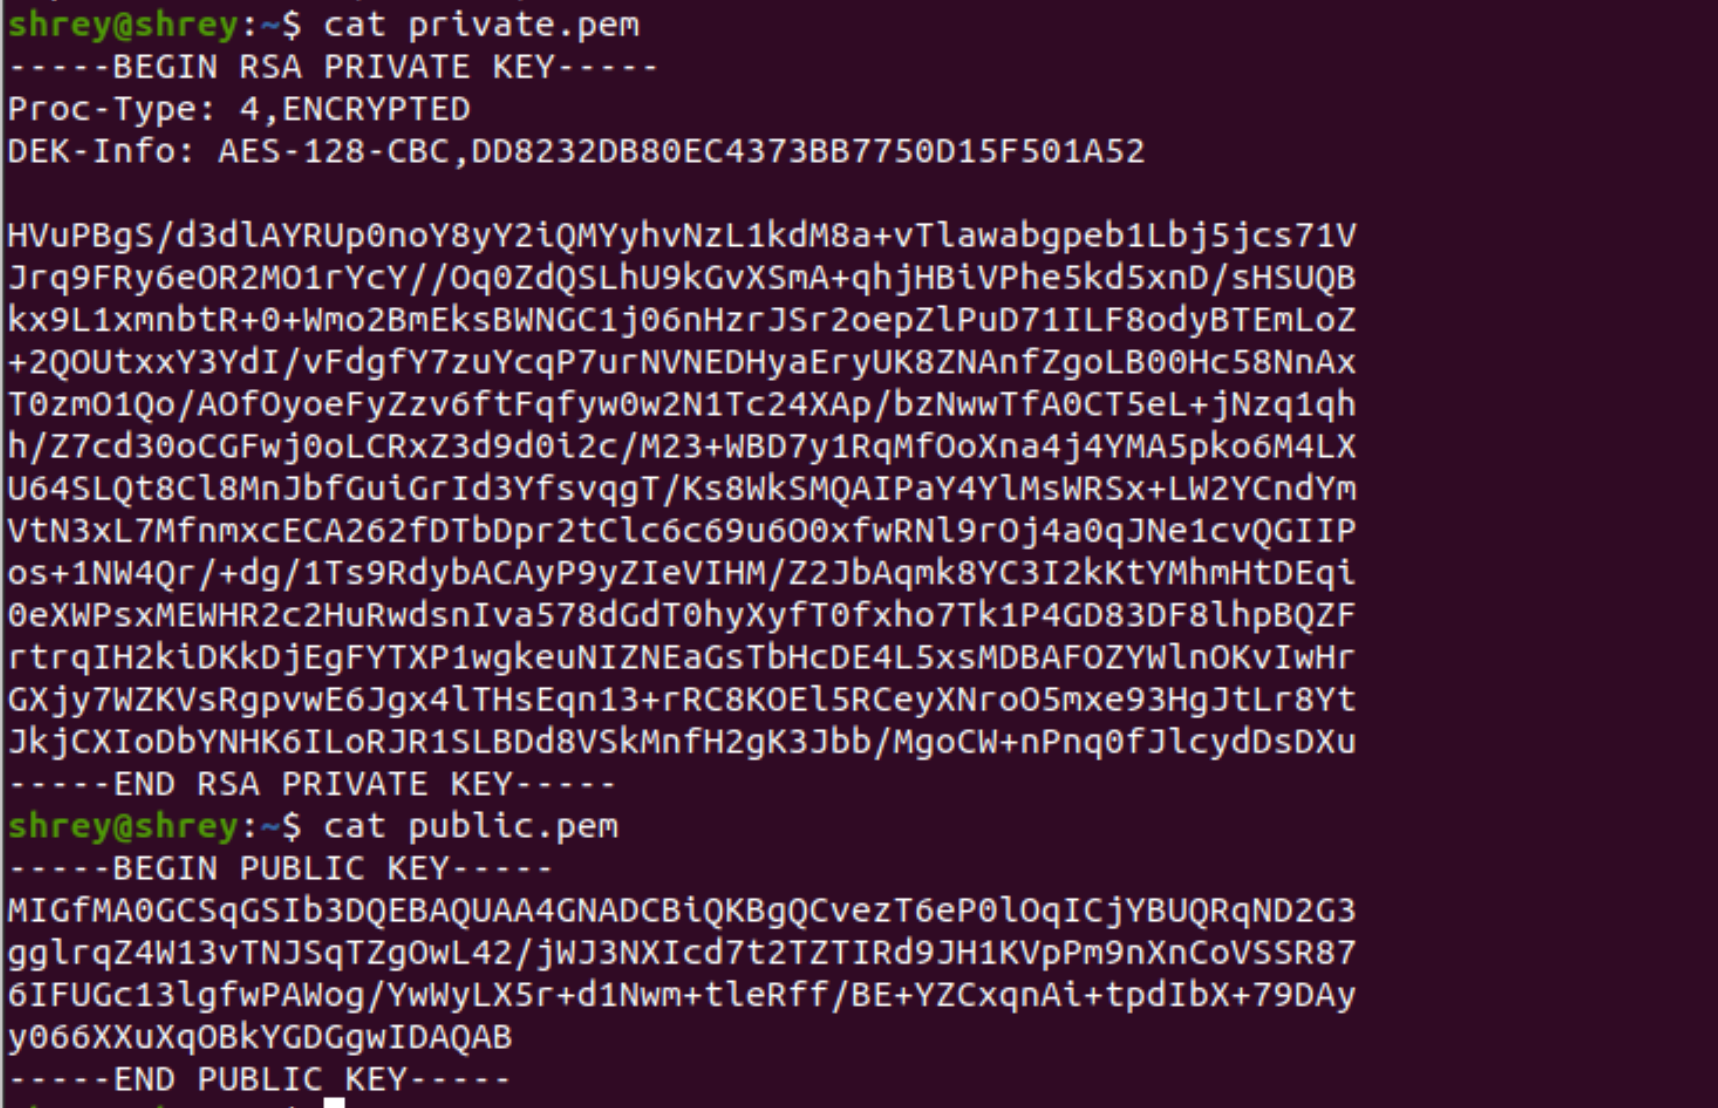 shrey@shrey:~$ cat private.pem
-----BEGIN RSA PRIVATE KEY-----
Proc-Type: 4,ENCRYPTED
DEK-Info: AES-128-CBC,DD8232DB80EC4373BB7750D15F501A52
HVuPBgS/d3dlAYRUp0noY8yY2iQMYyhvNzL1kdM8a+vTlawabgpeb1Lbj5jcs71V
Jrq9FRy6eOR2MO1rYcY//Oq0ZdQSLhU9kGvXSmA+qhjHBiVPhe5kd5xnD/sHSUQB
kx9L1xmnbtR+0+Wmo2BmEksBWNGC1j06nHzrJSr2oepZlPuD71ILF8odyBTEmLoZ
+2QOUtxxY3YdI/vFdgfY7zuYcqP7urNVNEDHyaEryUK8ZNAnfZgoLB00Hc58NnAx
T0zmO1Qo/AOfOyoeFyZzv6ftFqfyw0w2N1Tc24XAp/bzNwwTfA0CT5eL+jNzq1qh
h/Z7cd30oCGFwj0oLCRxZ3d9d0i2c/M23+WBD7y1RqMfOoXna4j4YMA5pko6M4LX
U64SLQt8Cl8MnJbfGuiGrId3YfsvqgT/Ks8WkSMQAIPaY4YlMsWRSx+LW2YCndYm
VtN3xL7MfnmxcECA262fDTbDpr2tClc6c69u6O0xfwRNl9rOj4a0qJNe1cvQGIIP
os+1NW4Qr/+dg/1Ts9RdybACAyP9yZIeVIHM/Z2JbAqmk8YC3I2kKtYMhmHtDEqi
0eXWPsxMEWHR2c2HuRwdsnIva578dGdT0hyXyfT0fxho7Tk1P4GD83DF8lhpBQZF
rtrqIH2kiDKkDjEgFYTXP1wgkeuNIZNEaGsTbHcDE4L5xsMDBAFOZYWlnOKvIwHr
GXjy7WZKVsRgpvwE6Jgx4lTHsEqn13+rRC8KOEl5RCeyXNroO5mxe93HgJtLr8Yt
JkjCXIoDbYNHK6ILoRJR1SLBDd8VSkMnfH2gK3Jbb/MgoCW+nPnq0fJlcydDsDXu
-----END RSA PRIVATE KEY-----
shrey@shrey:~$ cat public.pem
-----BEGIN PUBLIC KEY-----
MIGfMA0GCSqGSIb3DQEBAQUAA4GNADCBiQKBgQCvezT6eP0lOqICjYBUQRqND2G3
gglrqZ4W13vTNJSqTZgOwL42/jWJ3NXIcd7t2TZTIRd9JH1KVpPm9nXnCoVSSR87
6IFUGc13lgfwPAWog/YwWyLX5r+d1Nwm+tleRff/BE+YZCxqnAi+tpdIbX+79DAy
y066XXuXqOBkYGDGgwIDAQAB
-----END PUBLIC KEY-----